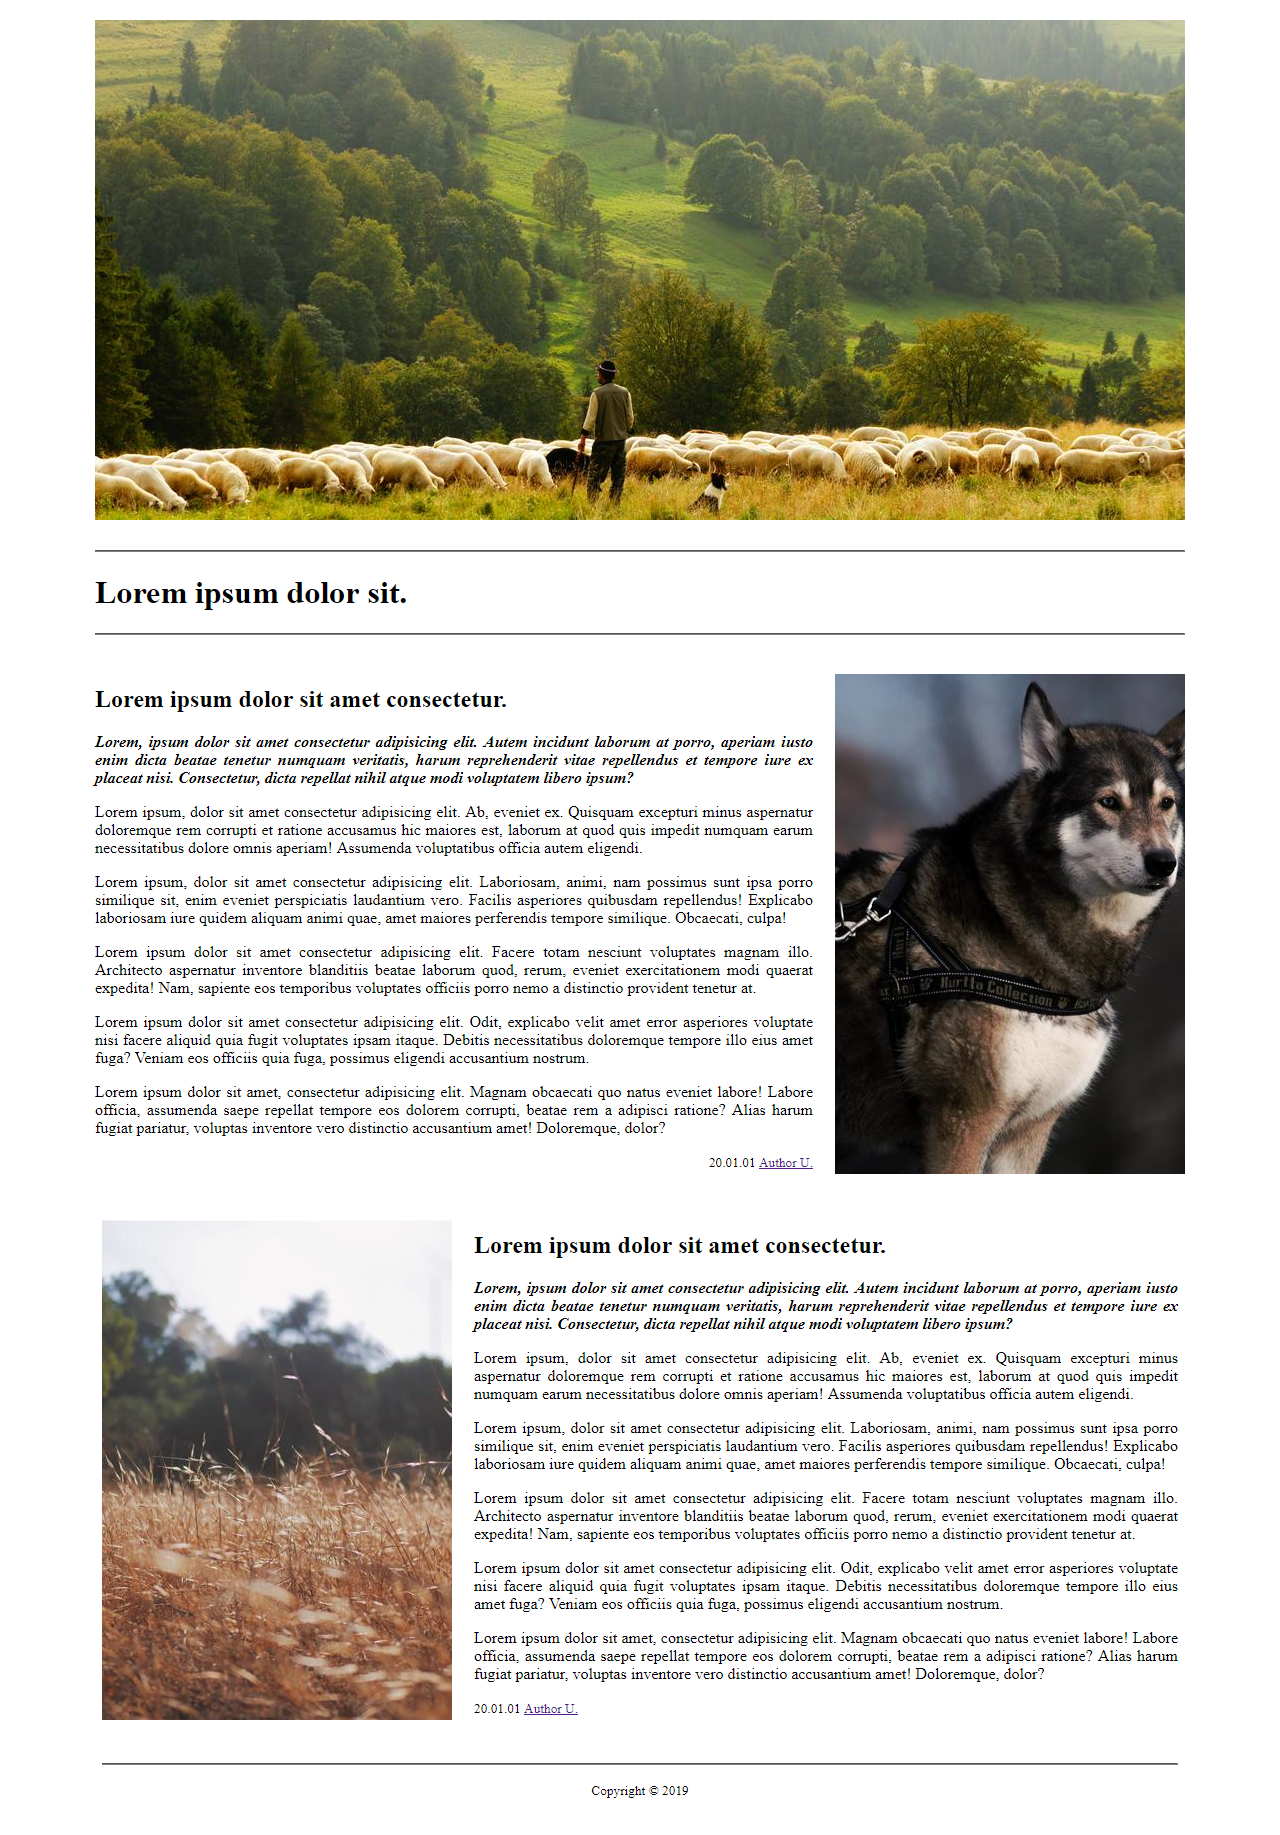 Lorem ipsum dolor sit.
Lorem ipsum dolor sit amet consectetur.
Lorem, ipsum dolor sit amet consectetur adipisicing elit. Autem incidunt laborum at porro, aperiam iusto
enim dicta beatae tenetur numquam veritatis, harum reprehenderit vitae repellendus et tempore iure ex
placeat nisi. Consectetur, dicta repellat nihil atque modi voluptatem libero ipsum?
Lorem ipsum, dolor sit amet consectetur adipisicing elit. Ab, eveniet ex. Quisquam excepturi minus aspernatur
doloremque rem corrupti et ratione accusamus hic maiores est, laborum at quod quis impedit numquam earum
necessitatibus dolore omnis aperiam! Assumenda voluptatibus officia autem eligendi.
Lorem ipsum, dolor sit amet consectetur adipisicing elit. Laboriosam, animi, nam possimus sunt ipsa porro
similique sit, enim eveniet perspiciatis laudantium vero. Facilis asperiores quibusdam repellendus! Explicabo
laboriosam iure quidem aliquam animi quae, amet maiores perferendis tempore similique. Obcaecati, culpa!
Lorem ipsum dolor sit amet consectetur adipisicing elit. Facere totam nesciunt voluptates magnam illo.
Architecto aspernatur inventore blanditiis beatae laborum quod, rerum, eveniet exercitationem modi quaerat
expedita! Nam, sapiente eos temporibus voluptates officiis porro nemo a distinctio provident tenetur at.
Lorem ipsum dolor sit amet consectetur adipisicing elit. Odit, explicabo velit amet error asperiores voluptate
nisi facere aliquid quia fugit voluptates ipsam itaque. Debitis necessitatibus doloremque tempore illo eius amet
fuga? Veniam eos officiis quia fuga, possimus eligendi accusantium nostrum.
Lorem ipsum dolor sit amet, consectetur adipisicing elit. Magnam obcaecati quo natus eveniet labore! Labore
officia, assumenda saepe repellat tempore eos dolorem corrupti, beatae rem a adipisci ratione? Alias harum
fugiat pariatur, voluptas inventore vero distinctio accusantium amet! Doloremque, dolor?
20.01.01 Author U.
Hurtta Collection
Lorem ipsum dolor sit amet consectetur.
Lorem, ipsum dolor sit amet consectetur adipisicing elit. Autem incidunt laborum at porro, aperiam iusto
enim dicta beatae tenetur numquam veritatis, harum reprehenderit vitae repellendus et tempore iure ex
placeat nisi. Consectetur, dicta repellat nihil atque modi voluptatem libero ipsum?
Lorem ipsum, dolor sit amet consectetur adipisicing elit. Ab, eveniet ex. Quisquam excepturi minus
aspernatur doloremque rem corrupti et ratione accusamus hic maiores est, laborum at quod quis impedit
numquam earum necessitatibus dolore omnis aperiam! Assumenda voluptatibus officia autem eligendi.
Lorem ipsum, dolor sit amet consectetur adipisicing elit. Laboriosam, animi, nam possimus sunt ipsa porro
similique sit, enim eveniet perspiciatis laudantium vero. Facilis asperiores quibusdam repellendus! Explicabo
laboriosam iure quidem aliquam animi quae, amet maiores perferendis tempore similique. Obcaecati, culpa!
Lorem ipsum dolor sit amet consectetur adipisicing elit. Facere totam nesciunt voluptates magnam illo.
Architecto aspernatur inventore blanditiis beatae laborum quod, rerum, eveniet exercitationem modi quaerat
expedita! Nam, sapiente eos temporibus voluptates officiis porro nemo a distinctio provident tenetur at.
Lorem ipsum dolor sit amet consectetur adipisicing elit. Odit, explicabo velit amet error asperiores voluptate
nisi facere aliquid quia fugit voluptates ipsam itaque. Debitis necessitatibus doloremque tempore illo eius
amet fuga? Veniam eos officiis quia fuga, possimus eligendi accusantium nostrum.
Lorem ipsum dolor sit amet, consectetur adipisicing elit. Magnam obcaecati quo natus eveniet labore! Labore
officia, assumenda saepe repellat tempore eos dolorem corrupti, beatae rem a adipisci ratione? Alias harum
fugiat pariatur, voluptas inventore vero distinctio accusantium amet! Doloremque, dolor?
20.01.01 Author U.
Copyright © 2019